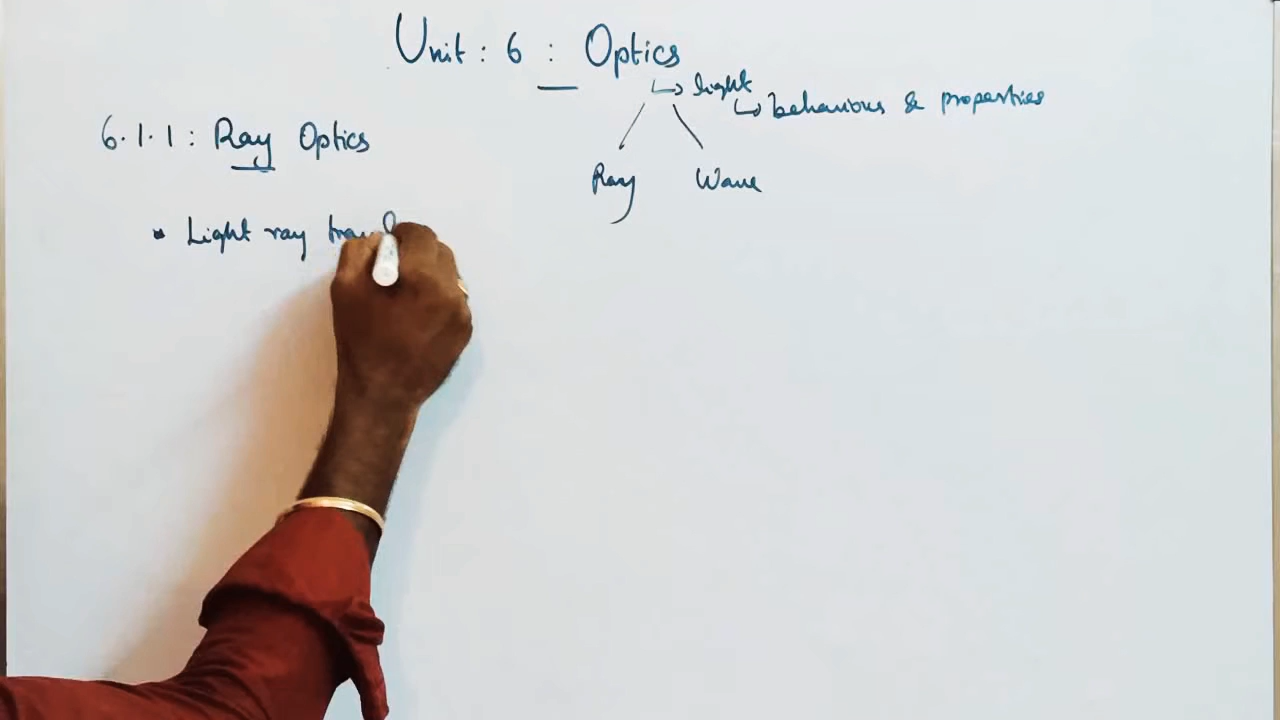 Unit : 6 : Optics
↳ light
↳ behaviours & properties
6.1.1 : Ray Optics
Ray Wave
* Light ray